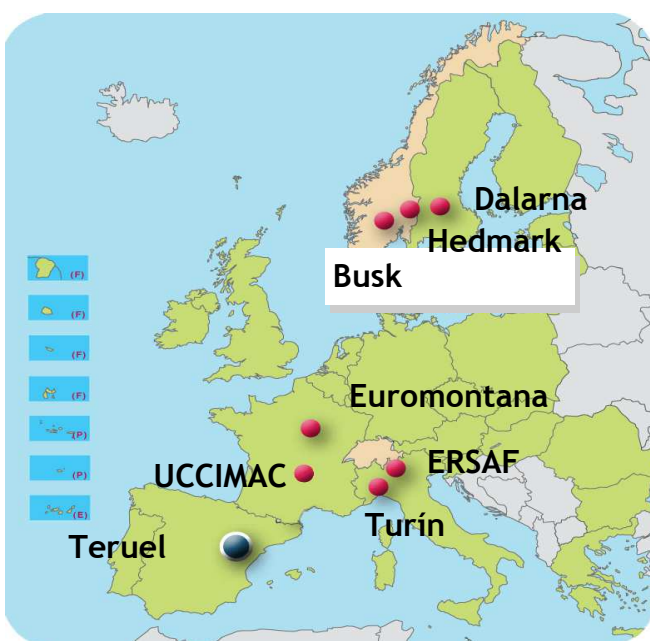 Dalarna
Hedmark
Busk
(F)
(F)
(F)
(F)
(P)
(P)
(E)
Euromontana
UCCIMAC
ERSAF
Turín
Teruel